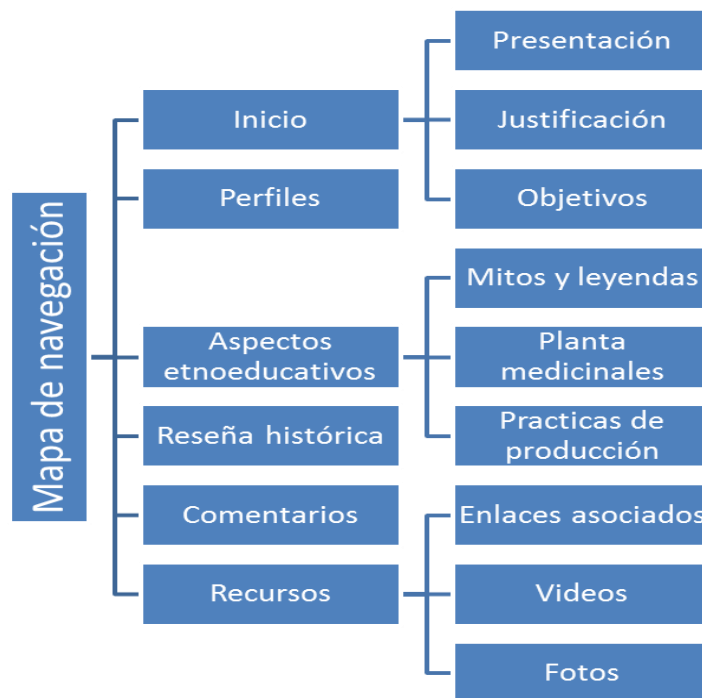 Mapa de navegación
Inicio
Presentación
Justificación
Objetivos
Perfiles
Aspectos
etnoeducativos
Mitos y leyendas
Planta
medicinales
Practicas de
producción
Reseña histórica
Comentarios
Recursos
Enlaces asociados
Videos
Fotos